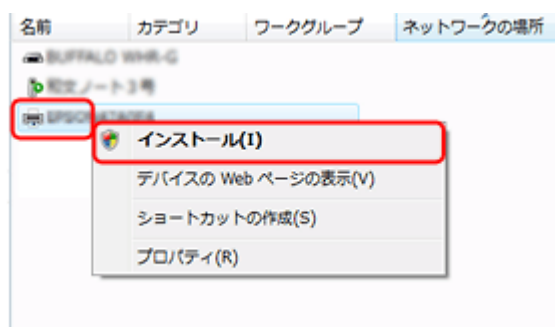 名前 カテゴリ ワークグループ ネットワークの場所
BUFFALO WHR-G
インストール(I)
デバイスの Web ページの表示(V)
ショートカットの作成(S)
プロパティ(R)